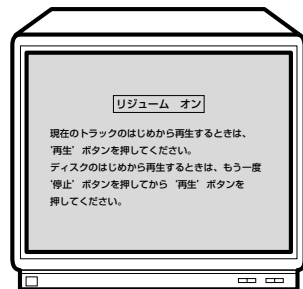 リジューム　オン
現在のトラックのはじめから再生するときは、
'再生' ボタンを押してください。
ディスクのはじめから再生するときは、もう一度
'停止' ボタンを押してから '再生' ボタンを
押してください。